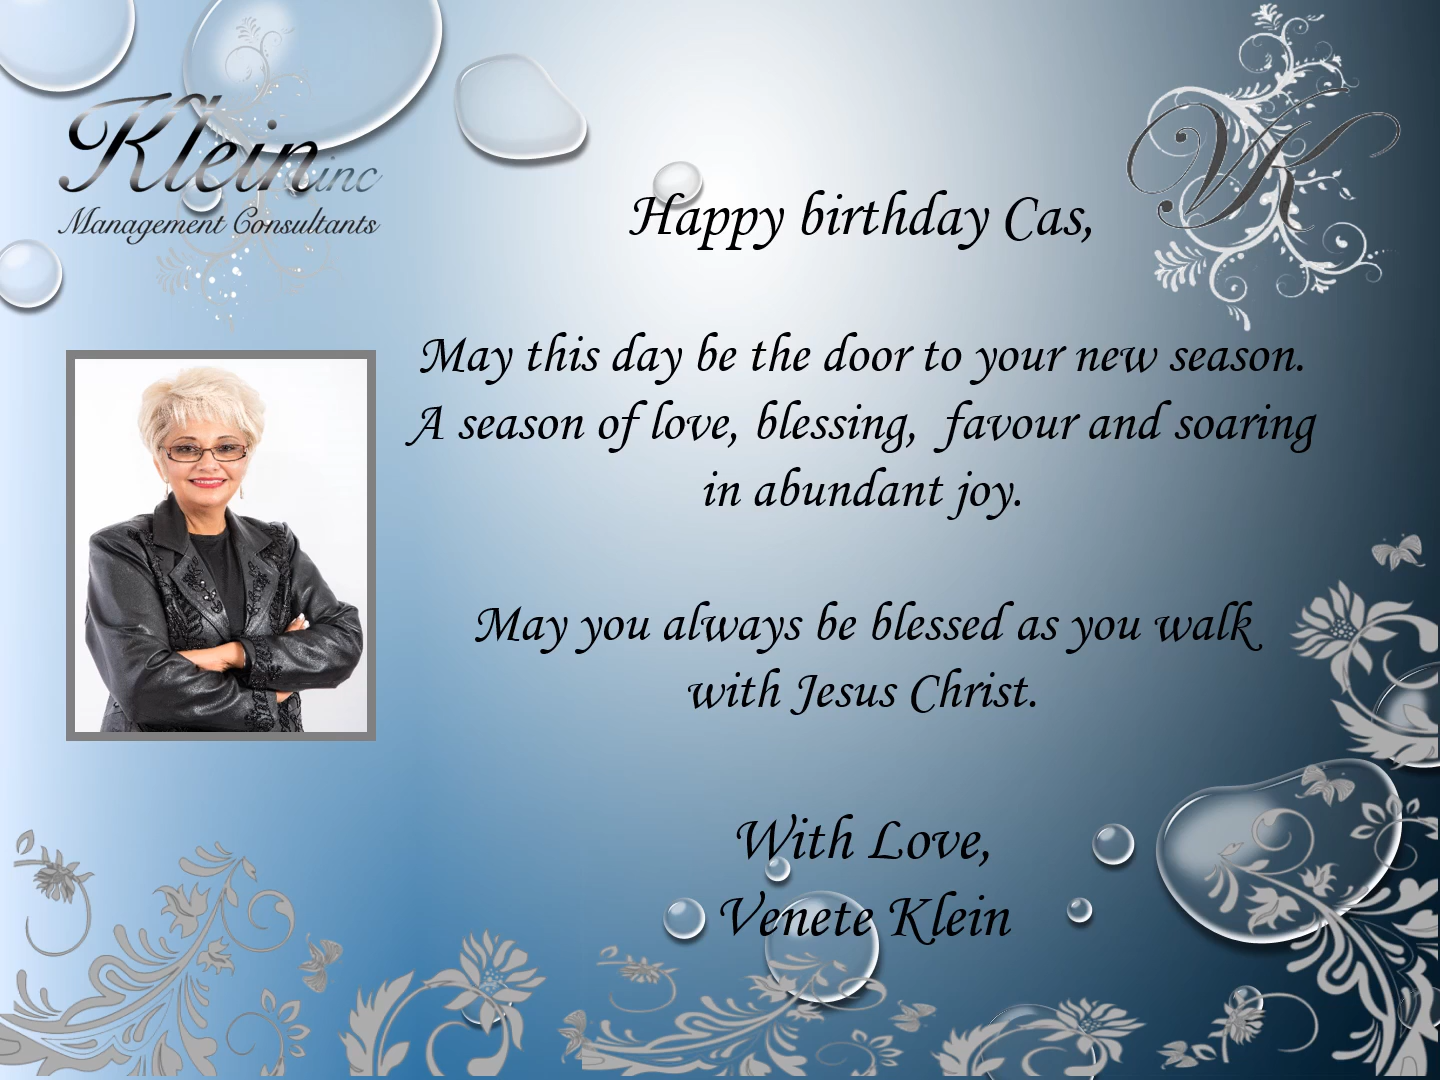 Klein inc
Management Consultants
VK
Happy birthday Cas,
May this day be the door to your new season.
A season of love, blessing, favour and soaring
in abundant joy.
May you always be blessed as you walk
with Jesus Christ.
With Love,
Venete Klein